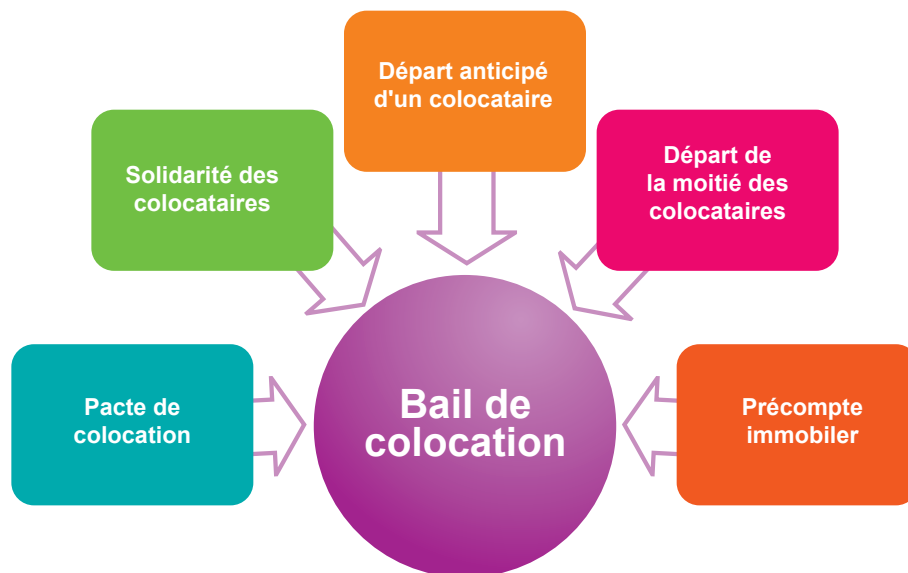 Départ anticipé
d'un colocataire
Solidarité des
colocataires
Départ de
la moitié des
colocataires
Pacte de
colocation
Bail de
colocation
Précompte
immobiler